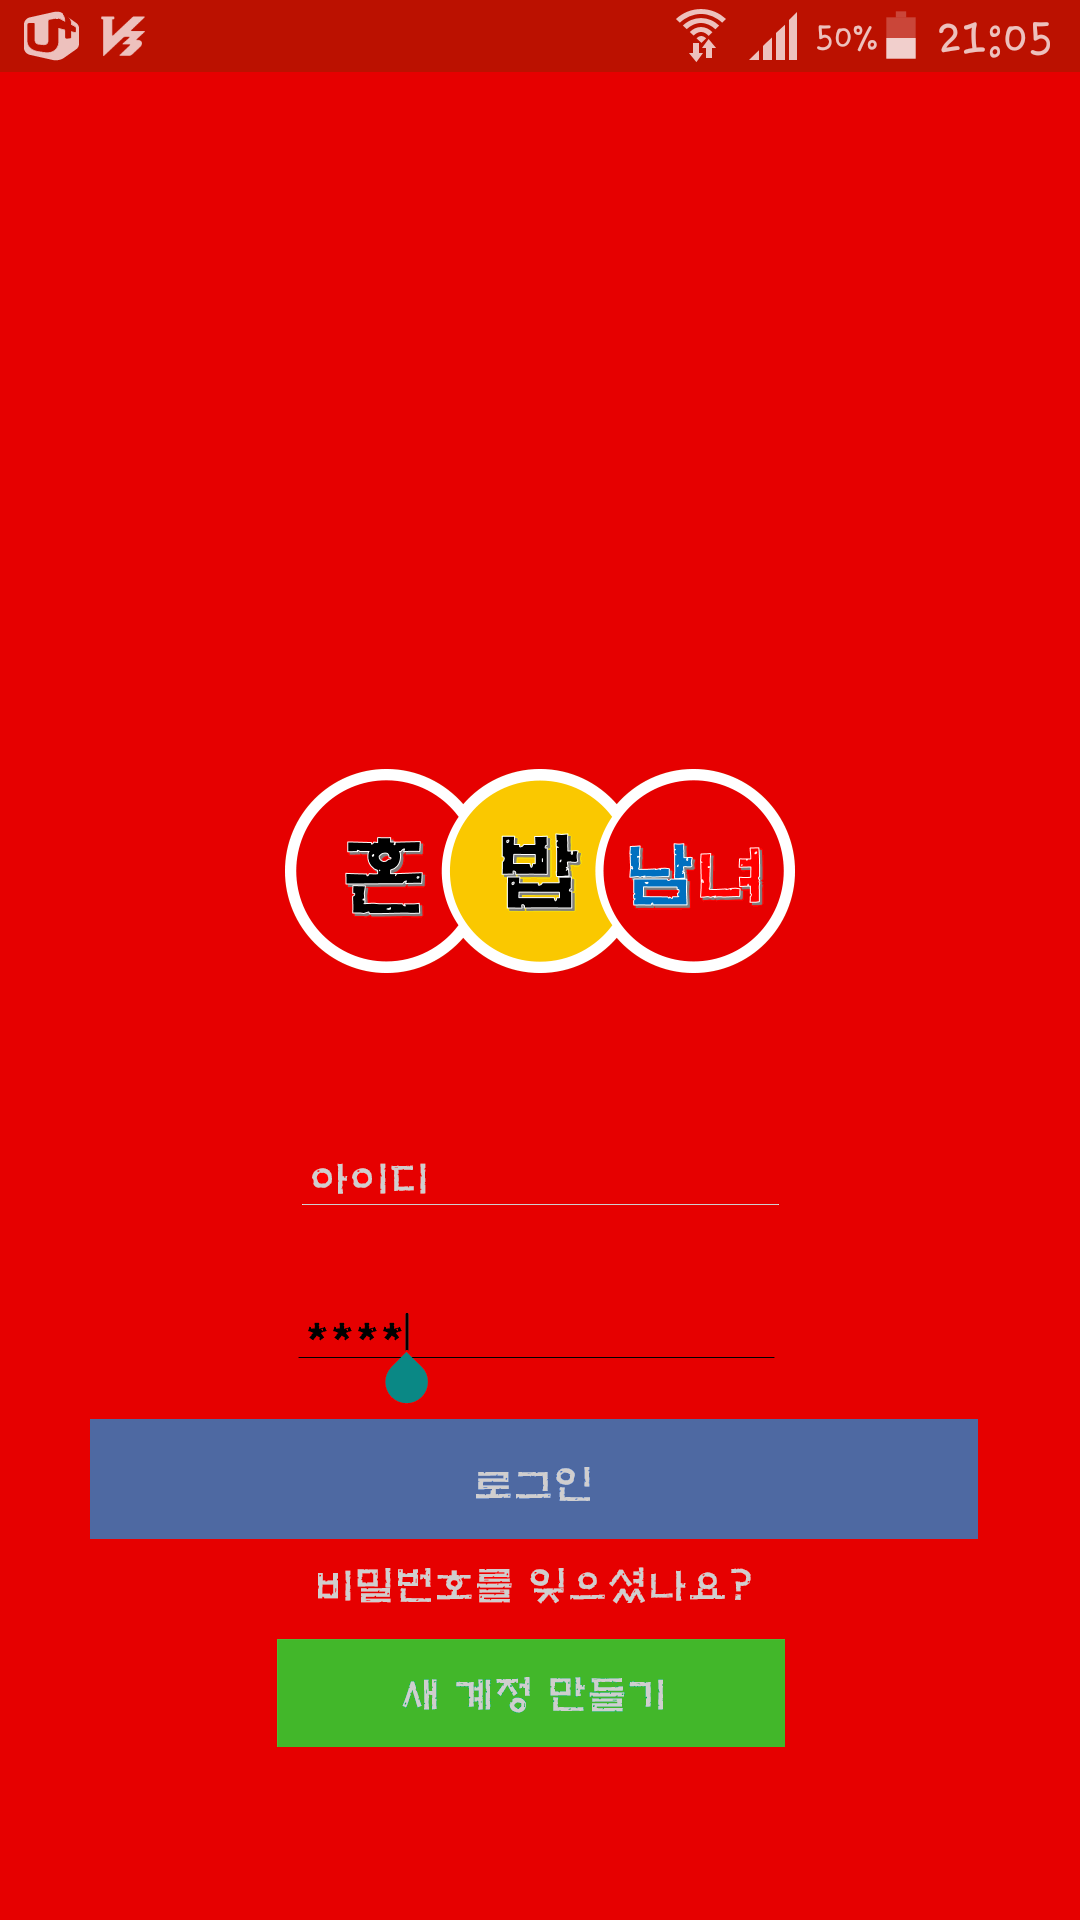 50% 21:05
혼 밥 남녀
아이디
****
로그인
비밀번호를 잊으셨나요?
새 계정 만들기